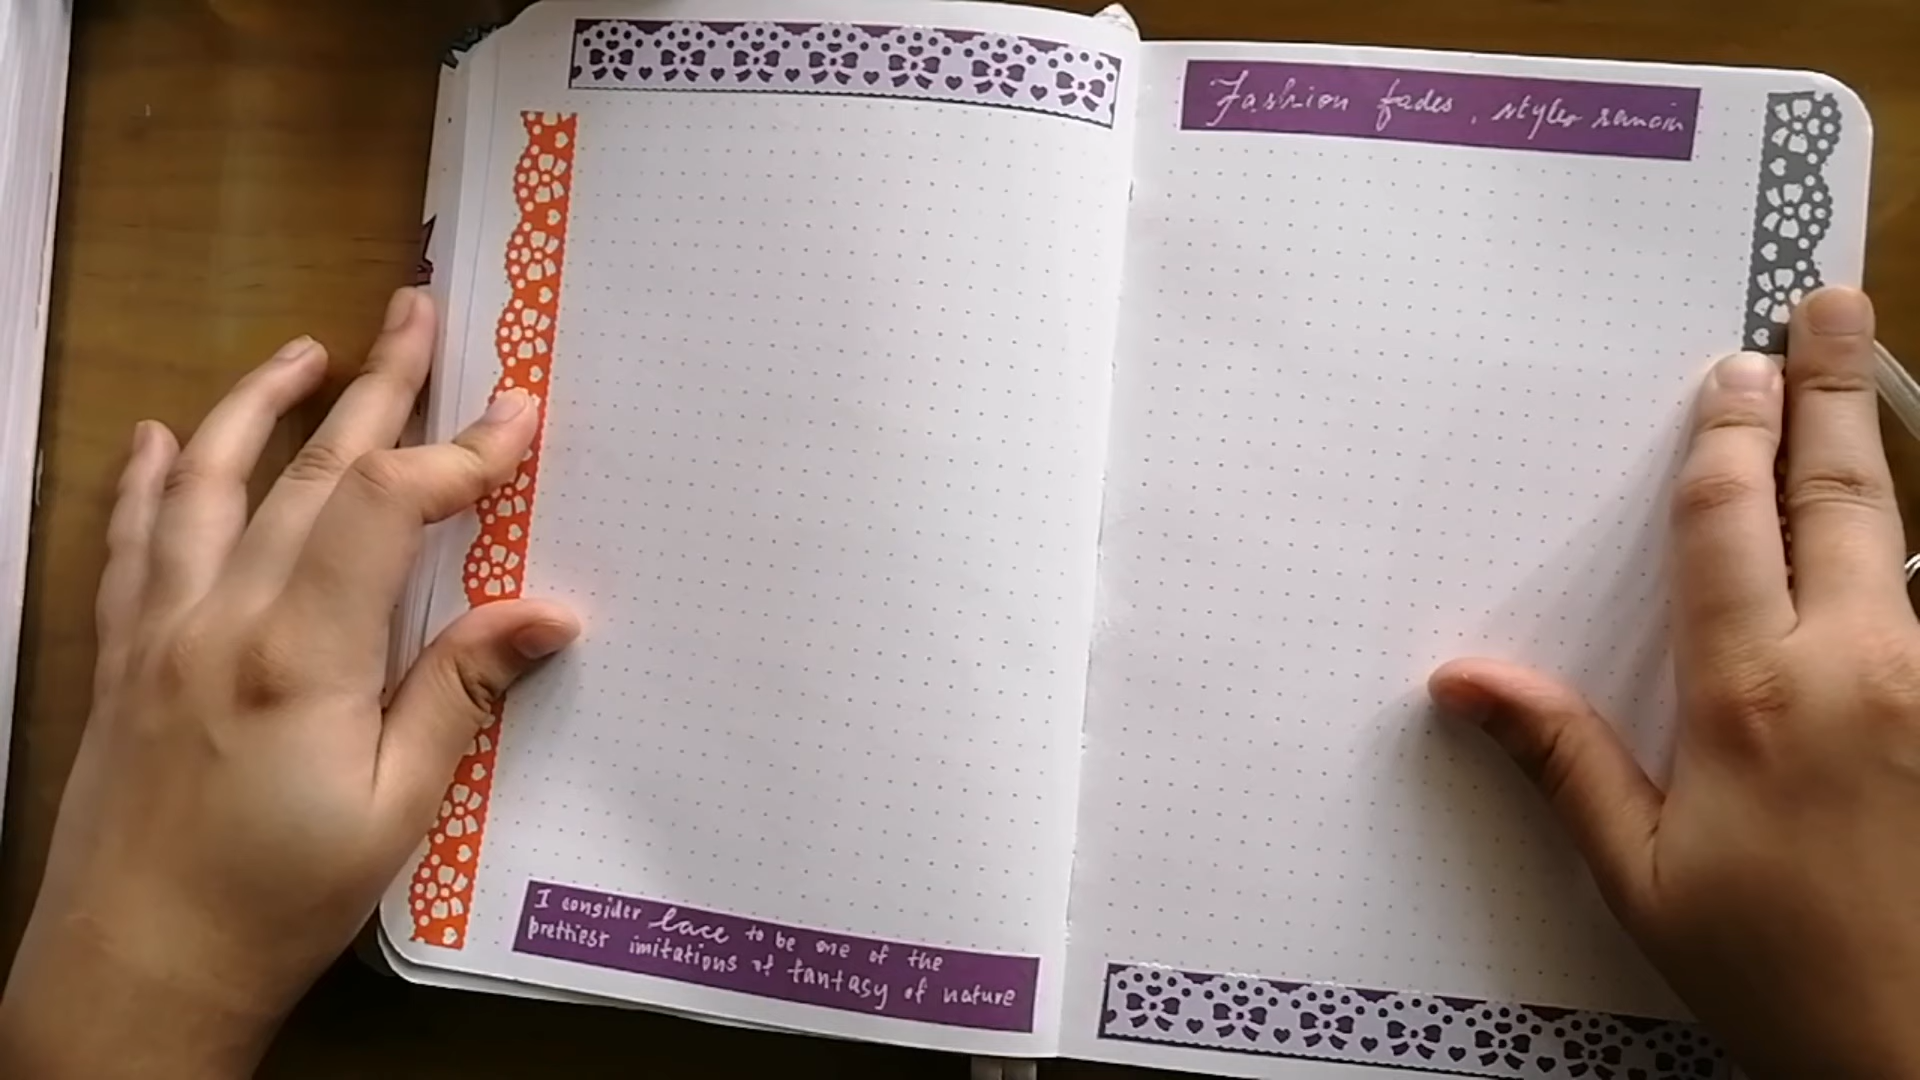 I consider lace to be one of the
prettiest imitations of fantasy of nature
Fashion fades, styles remain